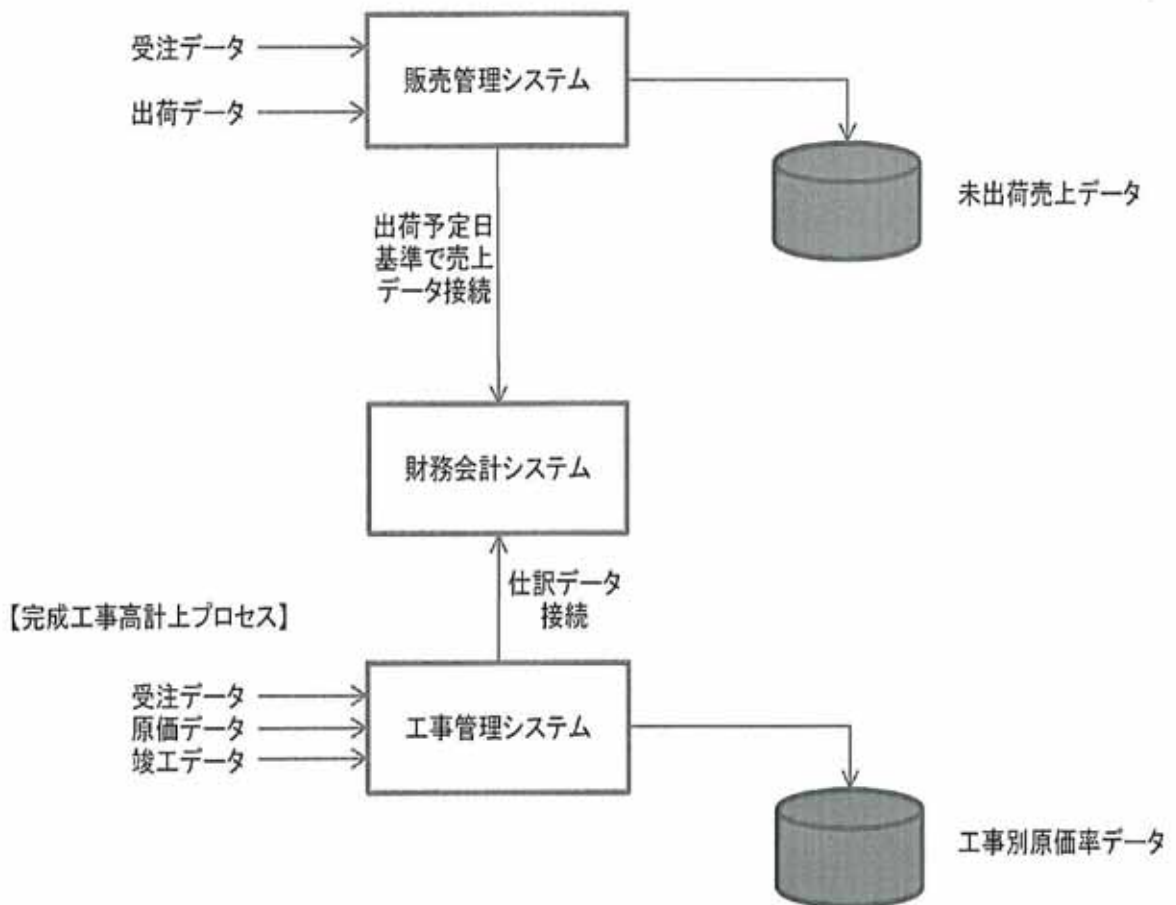 受注データ
出荷データ
販売管理システム
未出荷売上データ
出荷予定日
基準で売上
データ接続
財務会計システム
仕訳データ
接続
【完成工事高計上プロセス】
受注データ
原価データ
竣工データ
工事管理システム
工事別原価率データ